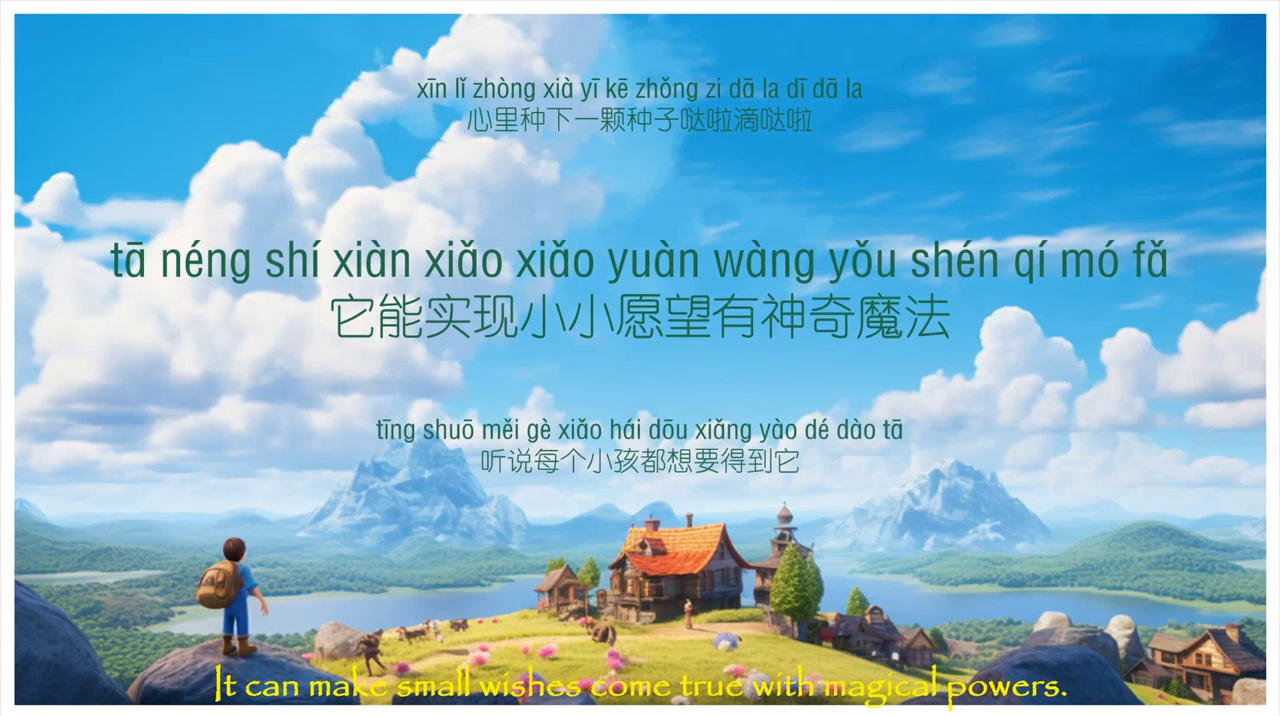 xīn lǐ zhòng xià yī kē zhǒng zi dā la dī dā la
心里种下一颗种子哒啦滴哒啦
tā néng shí xiàn xiǎo xiǎo yuàn wàng yǒu shén qí mó fǎ
它能实现小小愿望有神奇魔法
tīng shuō měi gè xiǎo hái dōu xiǎng yào dé dào tā
听说每个小孩都想要得到它
It can make small wishes come true with magical powers.